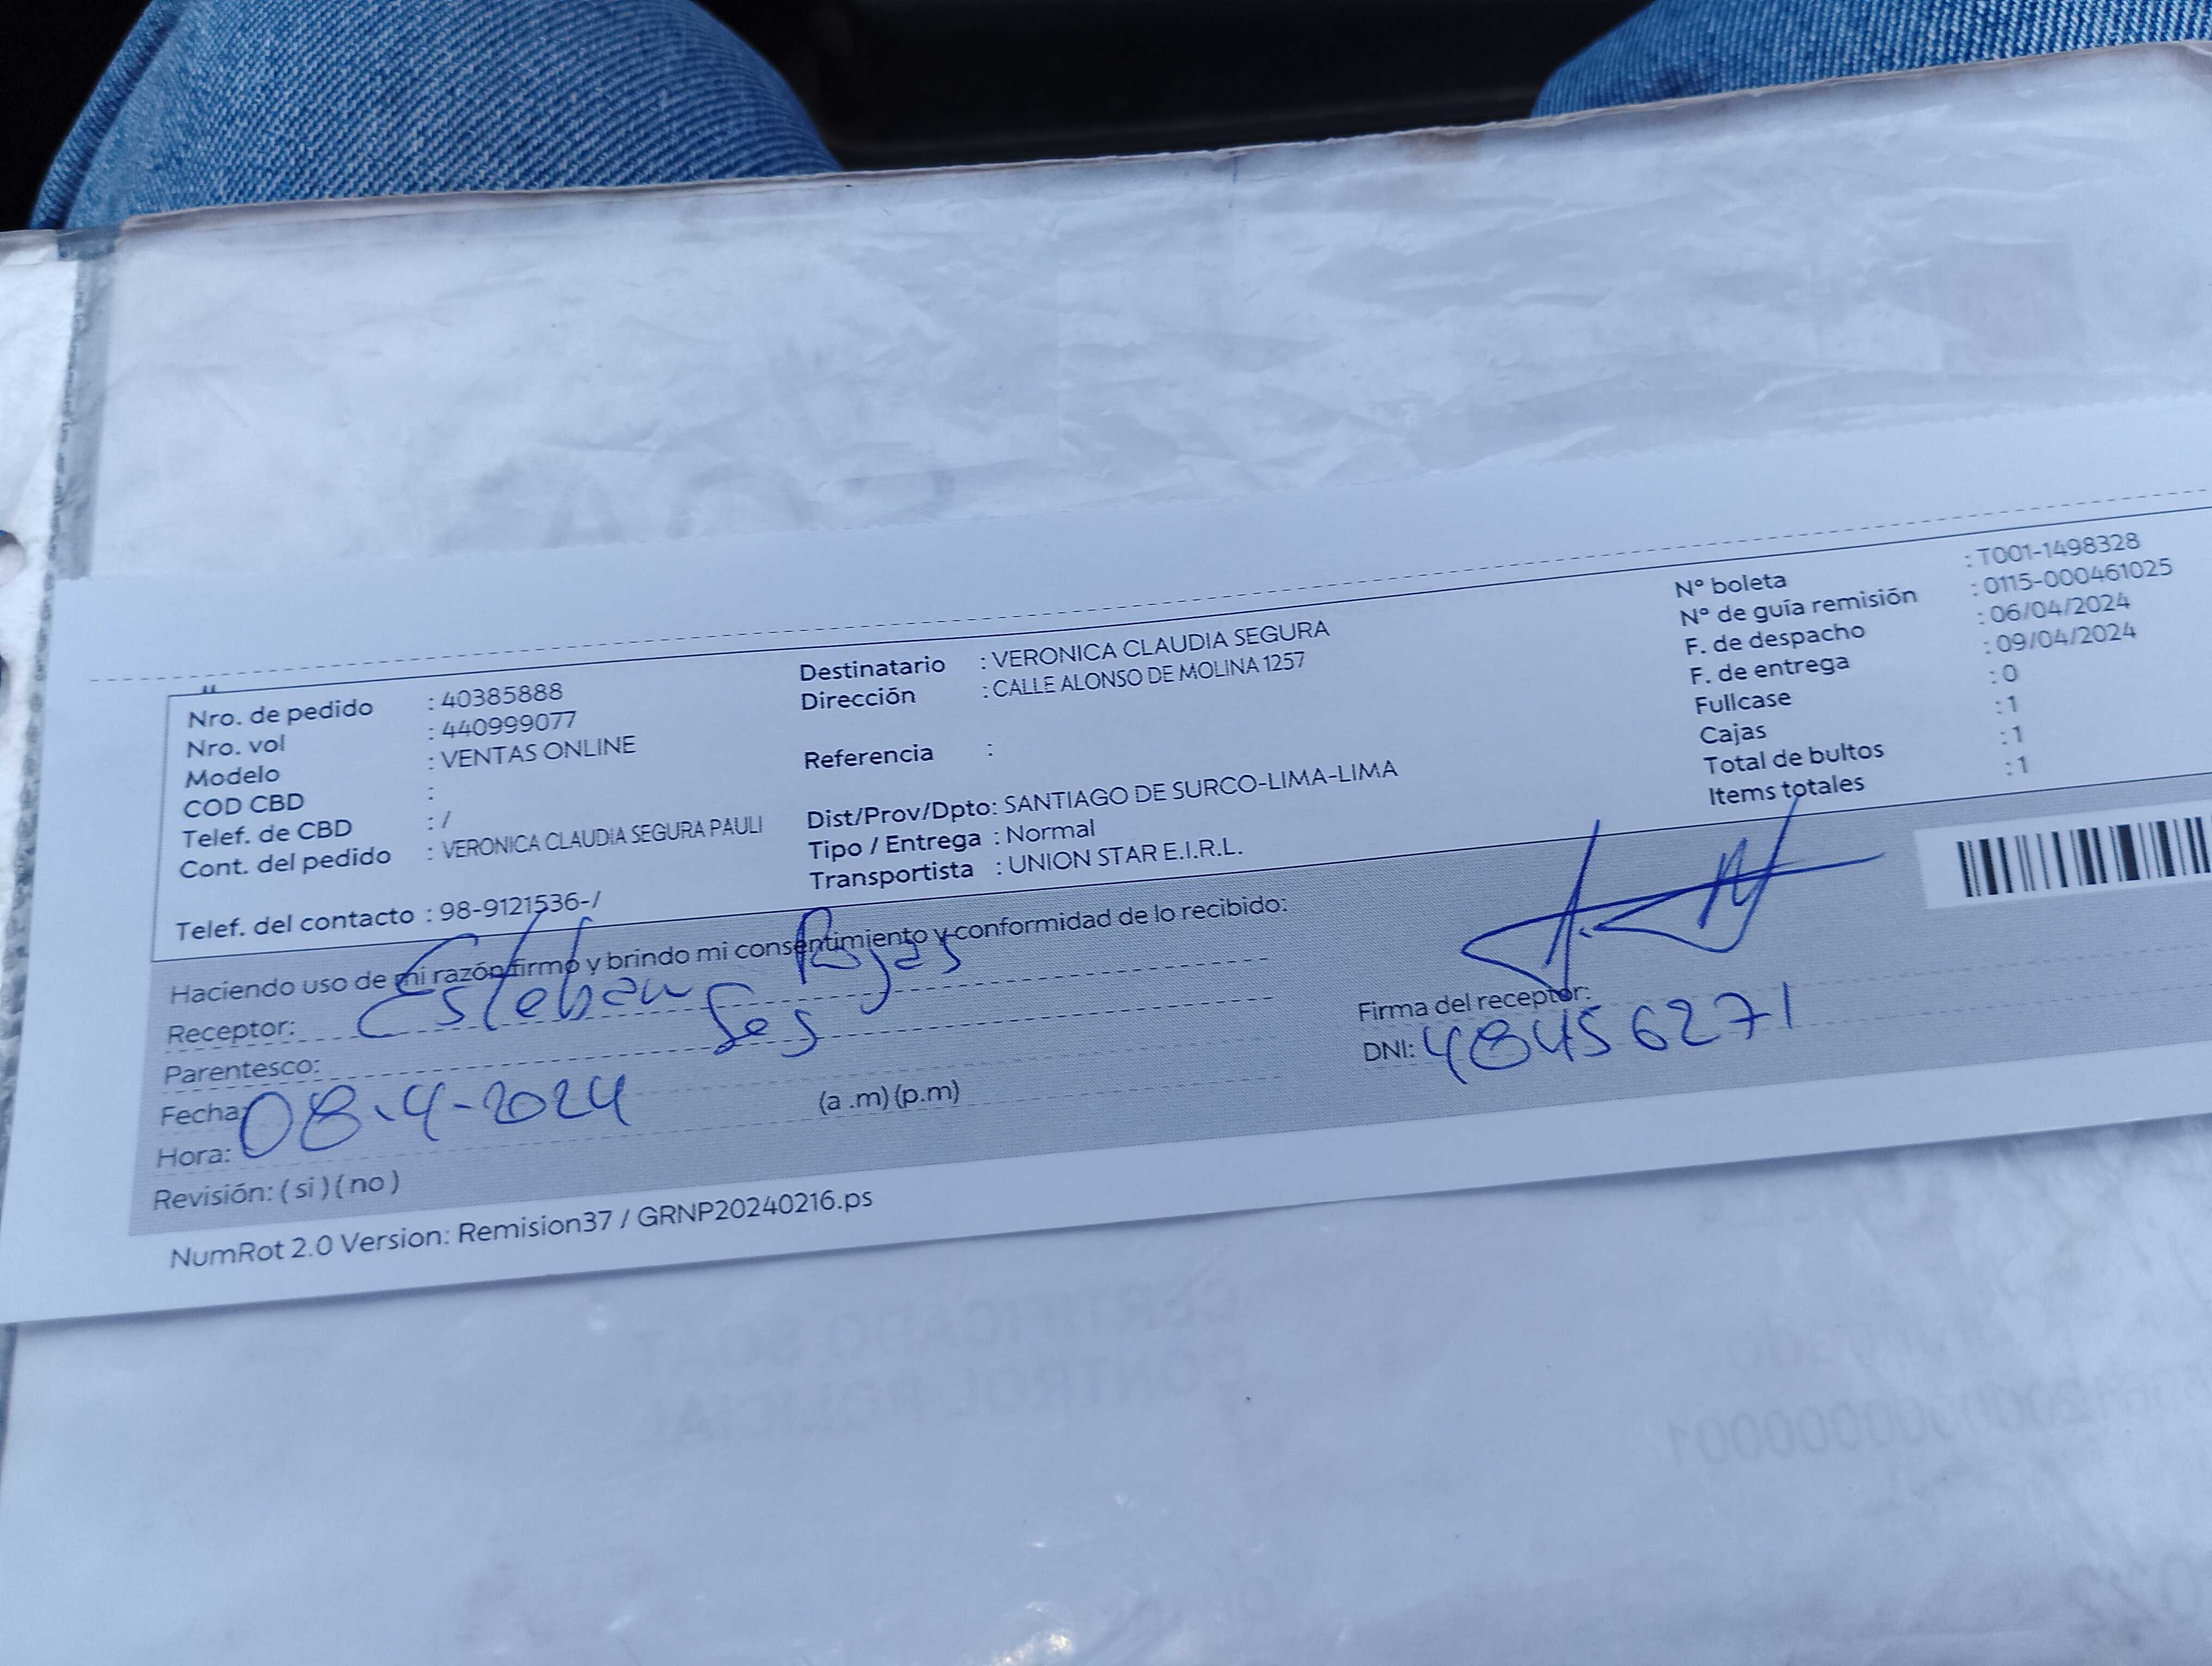 Nro. de pedido : 40385888
Nro. vol : 440999077
Modelo : VENTAS ONLINE
COD CBD :
Telef. de CBD : /
Cont. del pedido : VERONICA CLAUDIA SEGURA PAULI
Telef. del contacto : 98-9121536-/
Destinatario : VERONICA CLAUDIA SEGURA
Dirección : CALLE ALONSO DE MOLINA 1257
Referencia :
Dist/Prov/Dpto: SANTIAGO DE SURCO-LIMA-LIMA
Tipo / Entrega : Normal
Transportista : UNION STAR E.I.R.L.
N° boleta : T001-1498328
N° de guía remisión : 0115-000461025
F. de despacho : 06/04/2024
F. de entrega : 09/04/2024
Fullcase : 0
Cajas : 1
Total de bultos : 1
Items totales : 1
Haciendo uso de mi razón firmo y brindo mi consentimiento y conformidad de lo recibido:
Receptor: Esteban Rojas
Parentesco:
Fecha: 08-4-2024
Hora: (a .m) (p.m)
Revisión: ( si ) ( no )
Firma del receptor:
DNI: 48456271
NumRot 2.0 Version: Remision37 / GRNP20240216.ps
CERTIFICADO SOAT
CONTROL POLICIAL